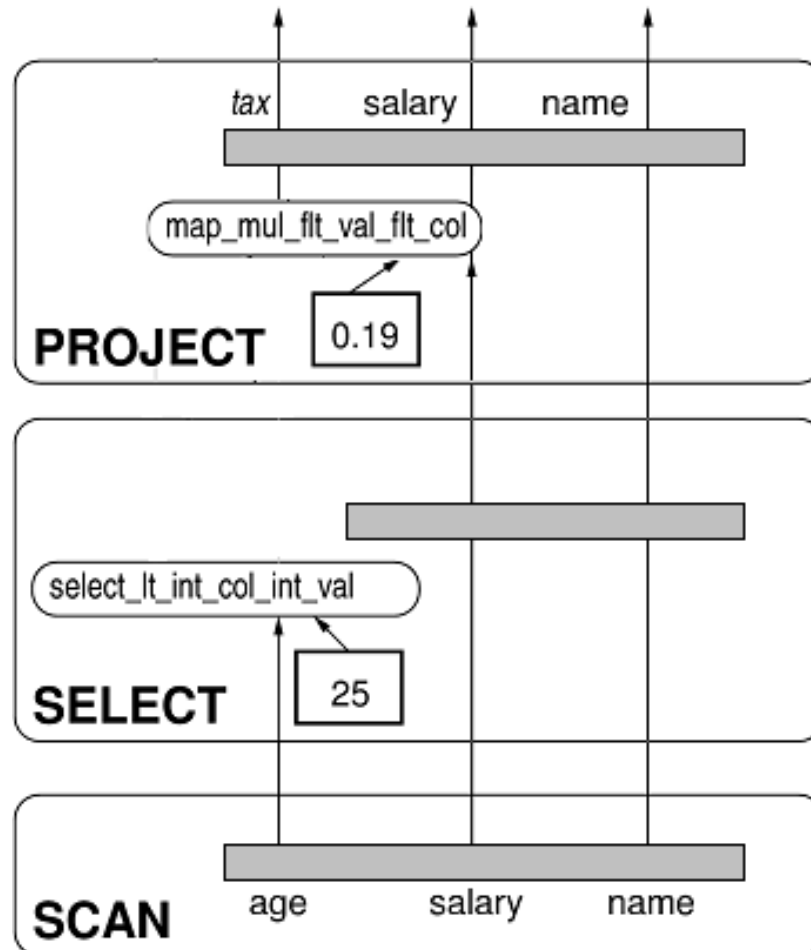 tax salary name
map_mul_flt_val_flt_col
0.19
PROJECT
select_lt_int_col_int_val
25
SELECT
age salary name
SCAN